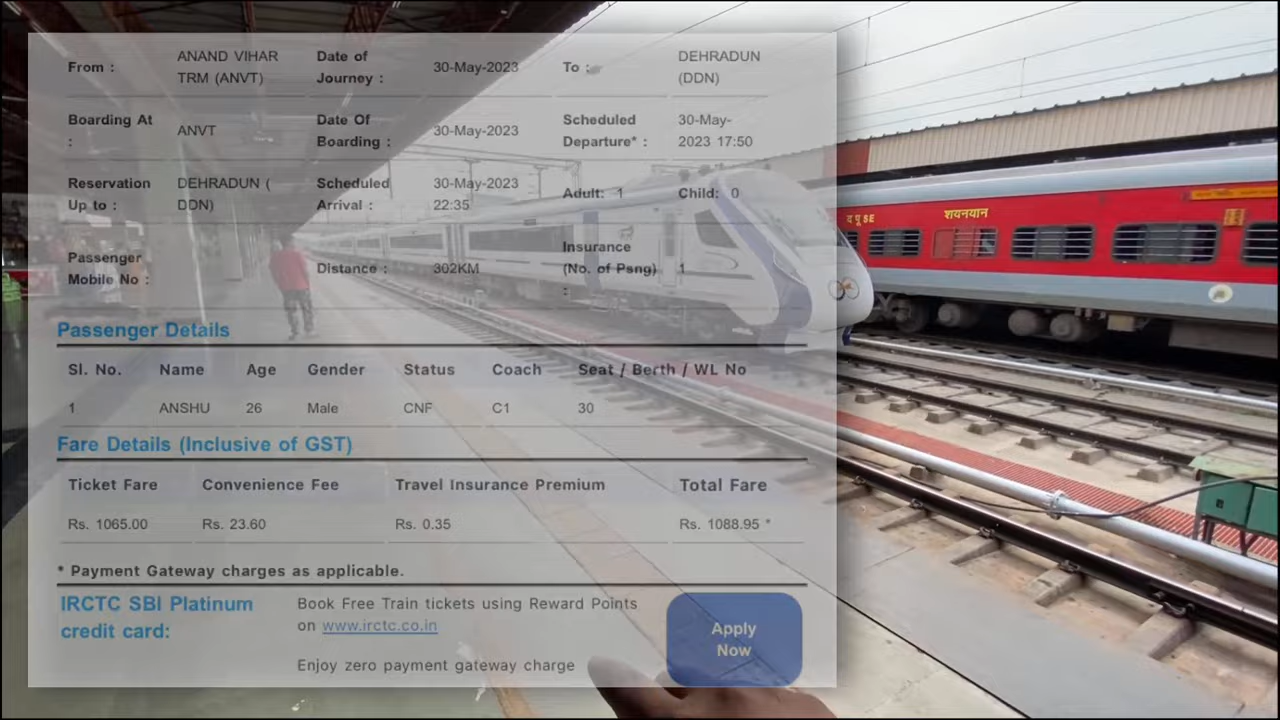 From : ANAND VIHAR TRM (ANVT) Date of Journey : 30-May-2023 To : DEHRADUN (DDN)
Boarding At : ANVT Date Of Boarding : 30-May-2023 Scheduled Departure* : 30-May-2023 17:50
Reservation Up to : DEHRADUN ( DDN) Scheduled Arrival : 30-May-2023 22:35 Adult: 1 Child: 0
Passenger Mobile No : Distance : 302KM Insurance (No. of Psng) : 1
Passenger Details
Sl. No. Name Age Gender Status Coach Seat / Berth / WL No
1 ANSHU 26 Male CNF C1 30
Fare Details (Inclusive of GST)
Ticket Fare Convenience Fee Travel Insurance Premium Total Fare
Rs. 1065.00 Rs. 23.60 Rs. 0.35 Rs. 1088.95 *
* Payment Gateway charges as applicable.
IRCTC SBI Platinum credit card:
Book Free Train tickets using Reward Points
on www.irctc.co.in
Enjoy zero payment gateway charge
Apply
Now
द पू SE शयनयान